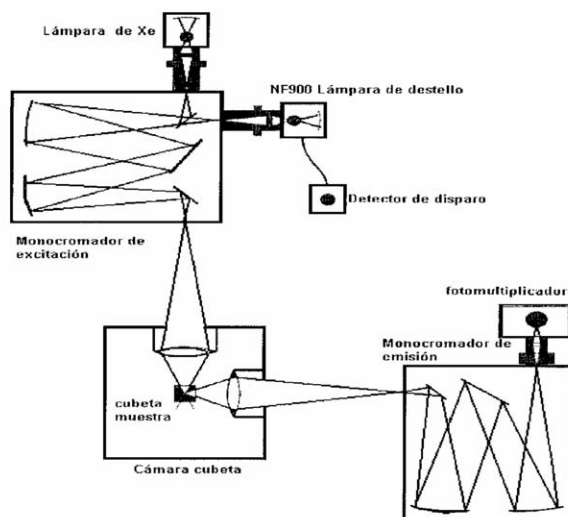 Lámpara de Xe
NF900 Lámpara de destello
Detector de disparo
Monocromador de
excitación
fotomultiplicador
Monocromador de
emisión
cubeta
muestra
Cámara cubeta